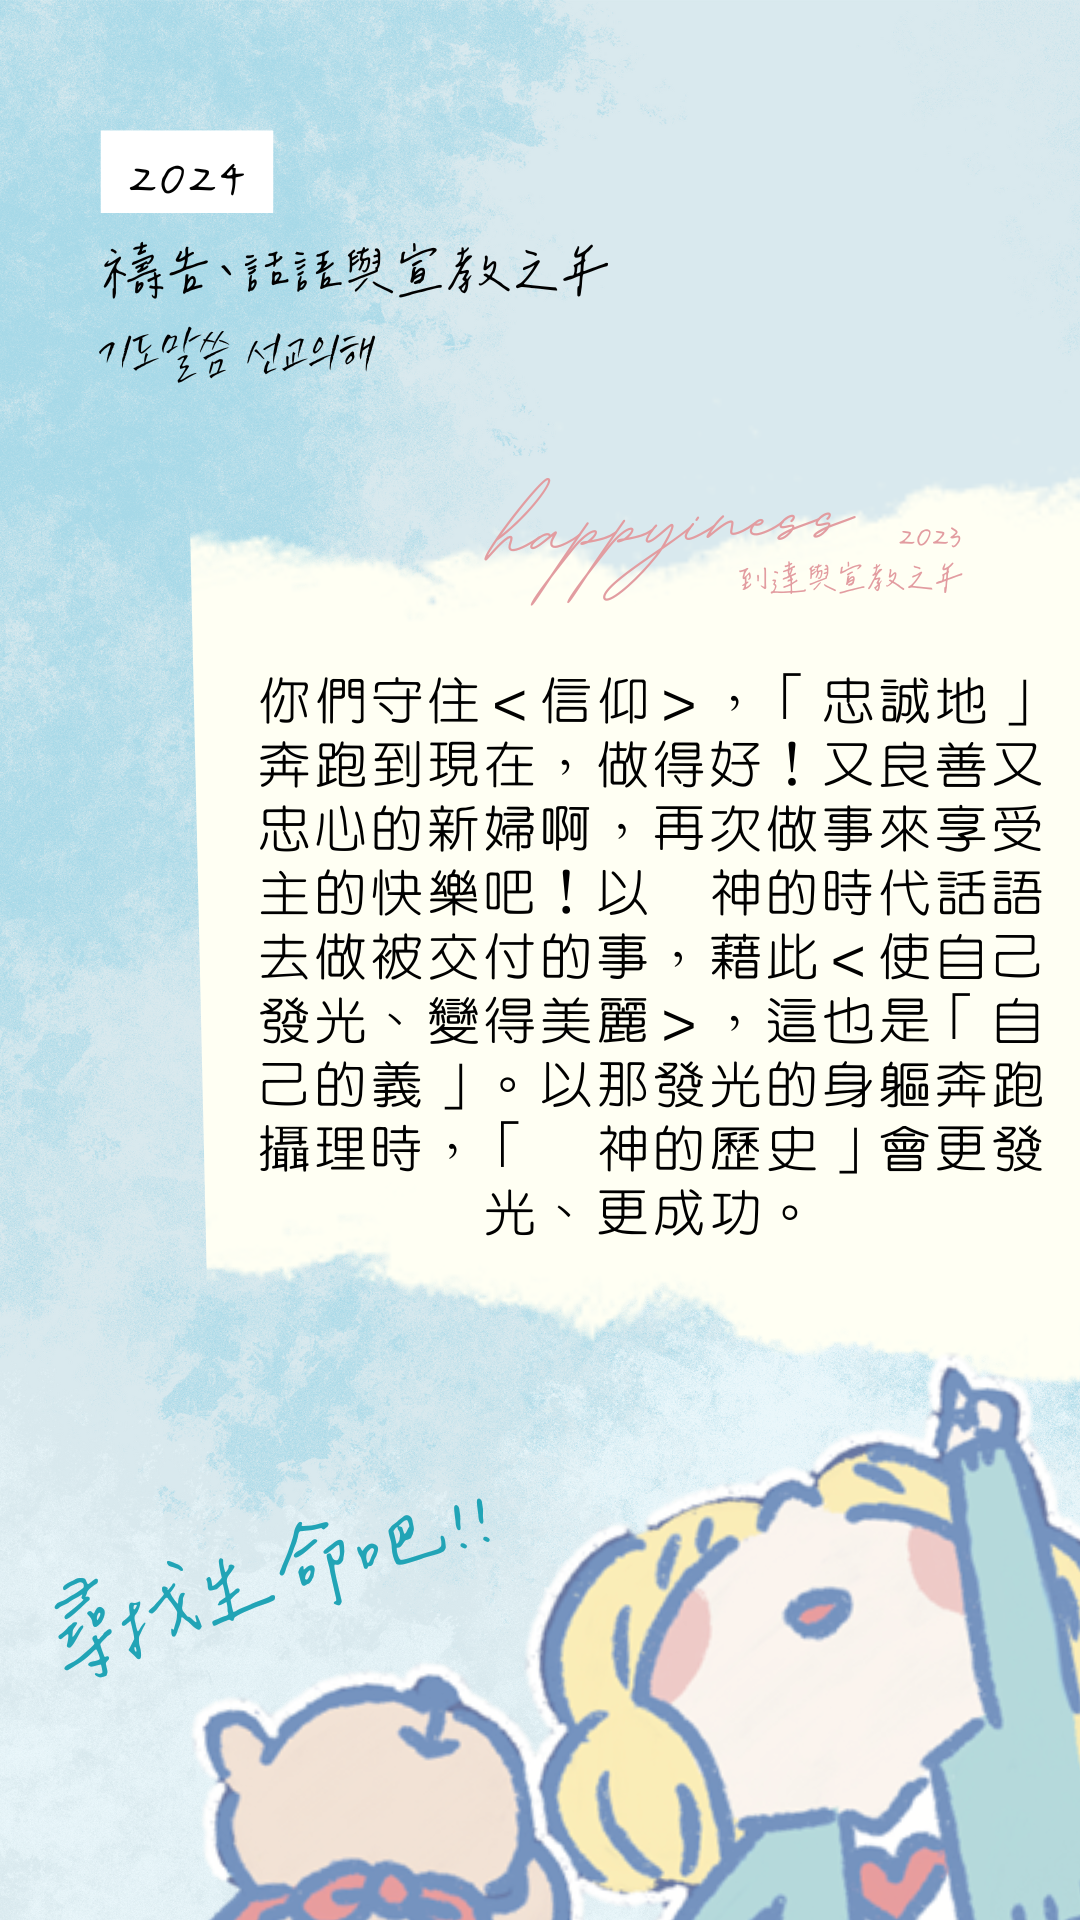 2024
禱告、話語與宣教之年
기도말씀 선교의해
happyiness
2023
到達與宣教之年
你們守住<信仰>，「忠誠地」
奔跑到現在，做得好！又良善又
忠心的新婦啊，再次做事來享受
主的快樂吧！以　神的時代話語
去做被交付的事，藉此<使自己
發光、變得美麗>，這也是「自
己的義」。以那發光的身軀奔跑
攝理時，「　神的歷史」會更發
光、更成功。
尋找生命吧!!